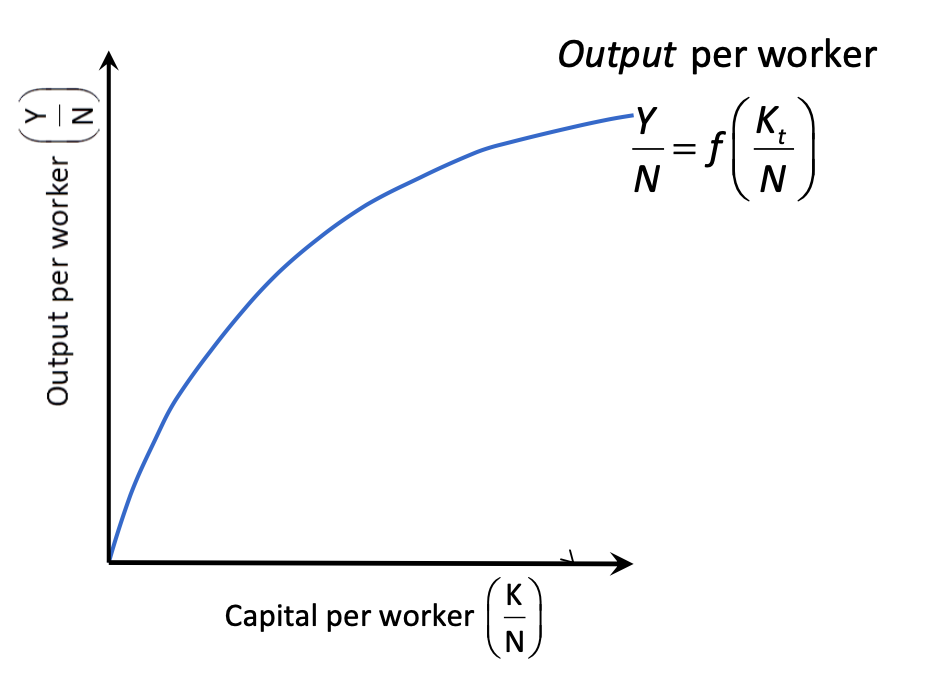 Output per worker
Y/N = f(K_t/N)
Output per worker (Y/N)
Capital per worker (K/N)